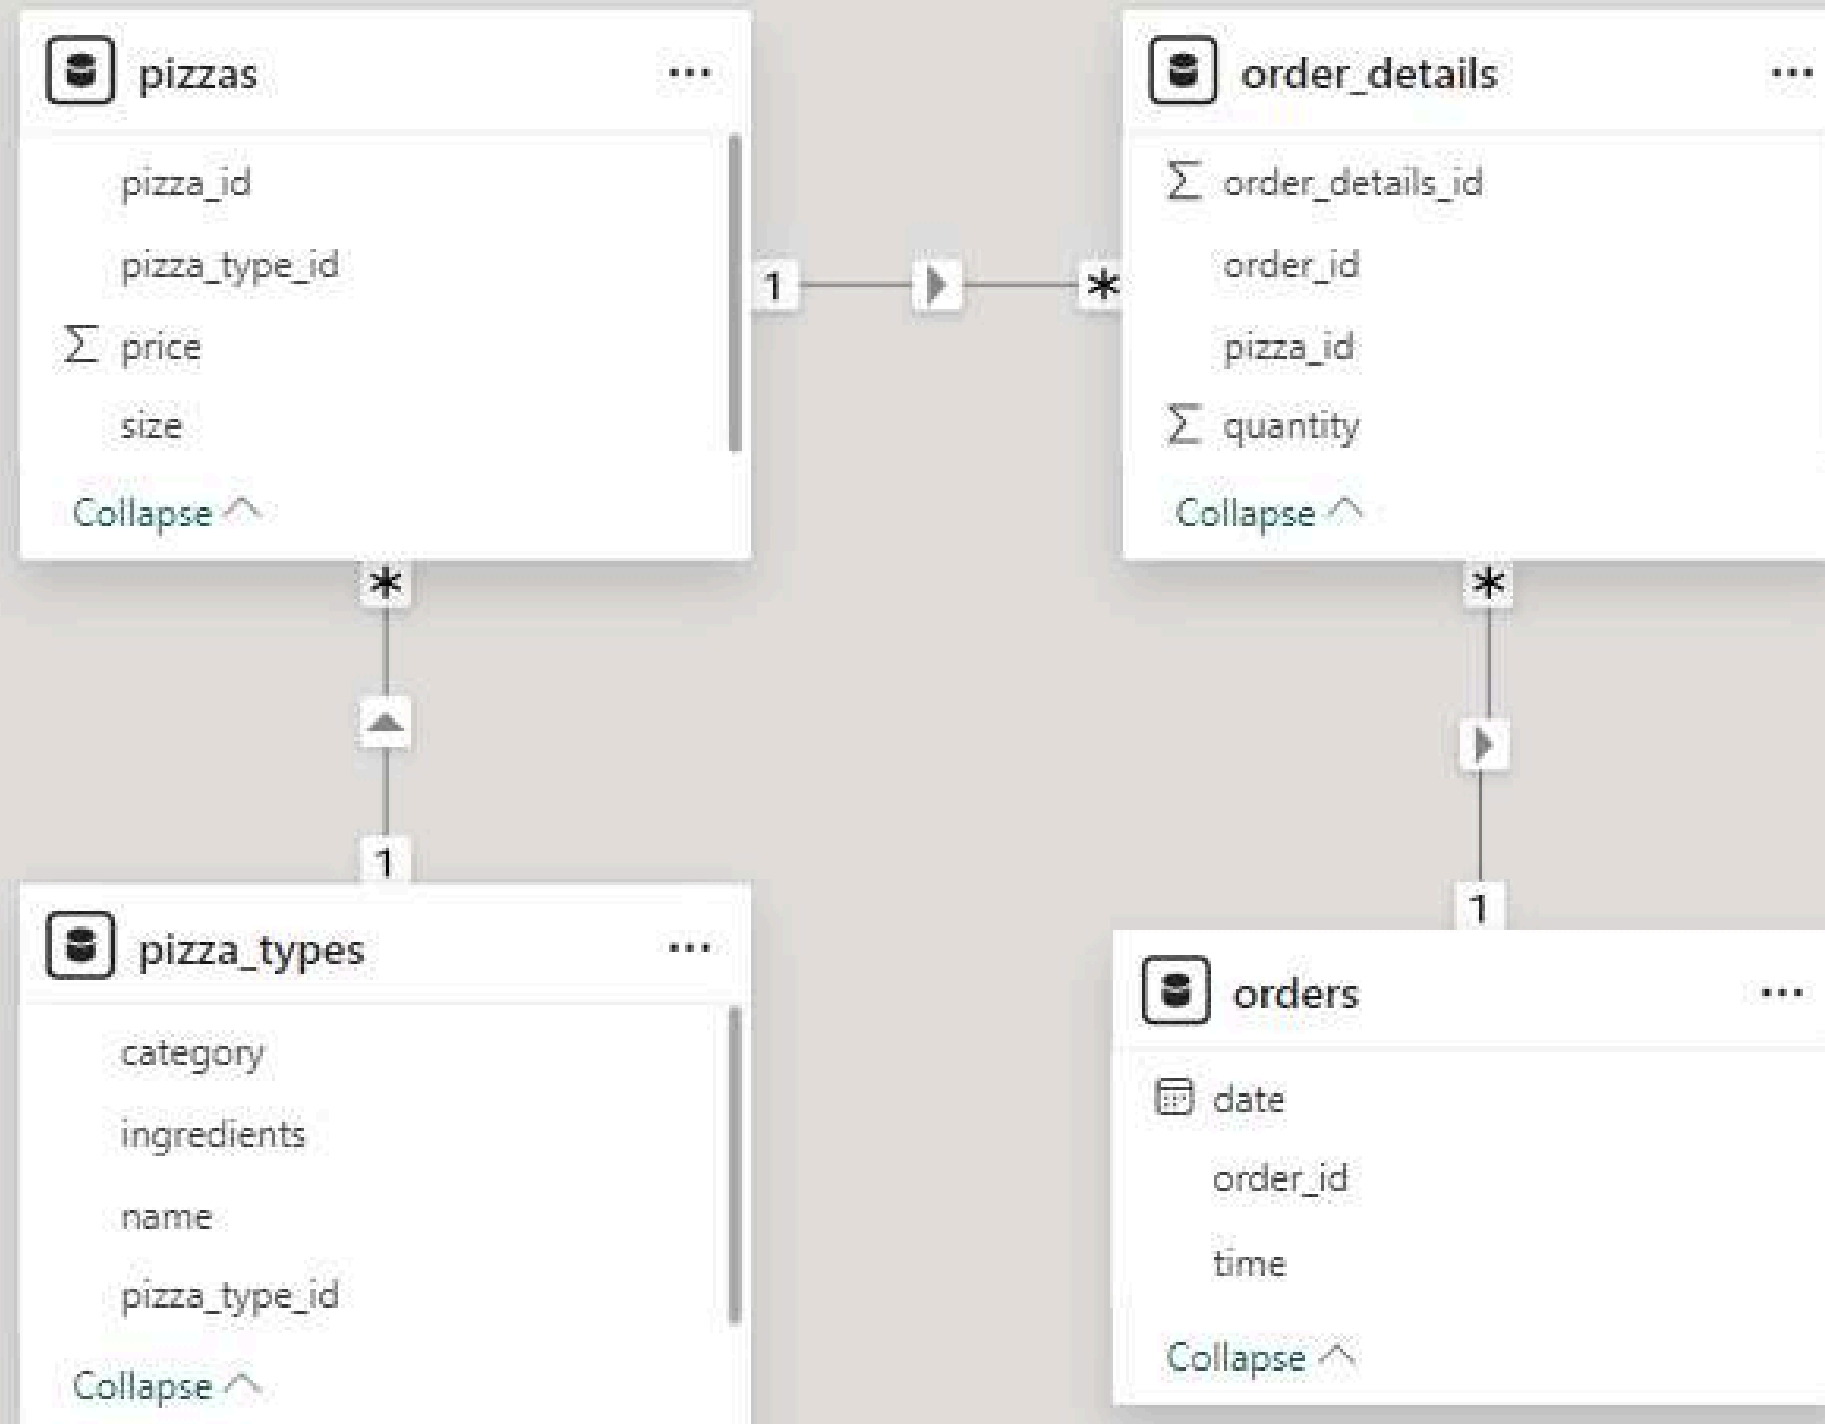 pizzas ...
pizza_id
pizza_type_id
Σ price
size
Collapse
1
*
order_details ...
Σ order_details_id
order_id
pizza_id
Σ quantity
Collapse
*
1
pizza_types ...
category
ingredients
name
pizza_type_id
Collapse
*
1
orders ...
date
order_id
time
Collapse